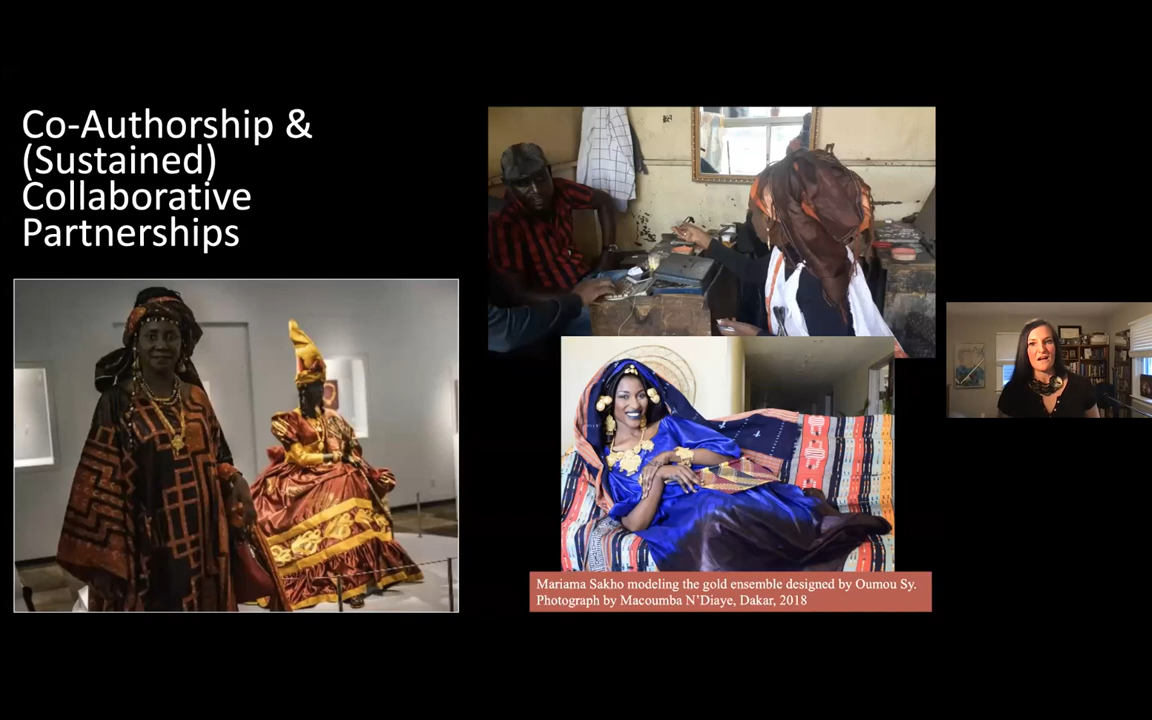 Co-Authorship &
(Sustained)
Collaborative
Partnerships
Mariama Sakho modeling the gold ensemble designed by Oumou Sy.
Photograph by Macoumba N’Diaye, Dakar, 2018